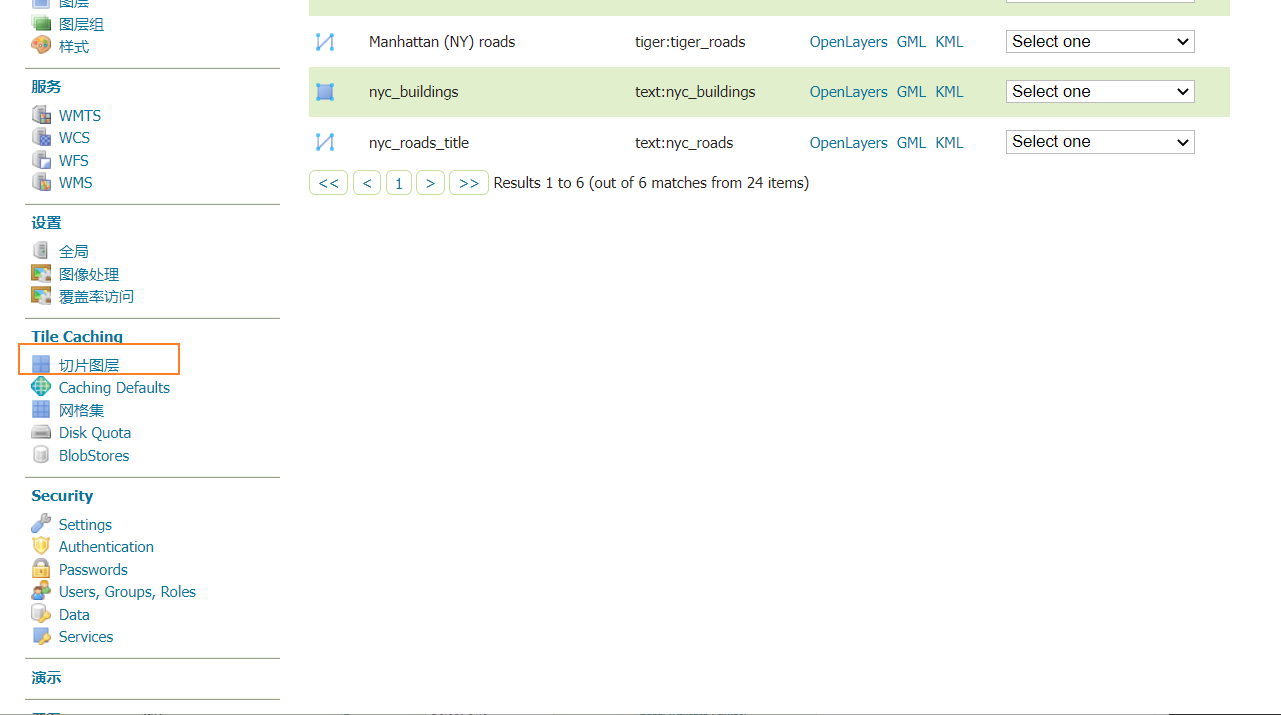 图层
图层组
样式
服务
WMTS
WCS
WFS
WMS
设置
全局
图像处理
覆盖率访问
Tile Caching
切片图层
Caching Defaults
网格集
Disk Quota
BlobStores
Security
Settings
Authentication
Passwords
Users, Groups, Roles
Data
Services
演示
Manhattan (NY) roads tiger:tiger_roads OpenLayers GML KML Select one
nyc_buildings text:nyc_buildings OpenLayers GML KML Select one
nyc_roads_title text:nyc_roads OpenLayers GML KML Select one
<< < 1 > >> Results 1 to 6 (out of 6 matches from 24 items)